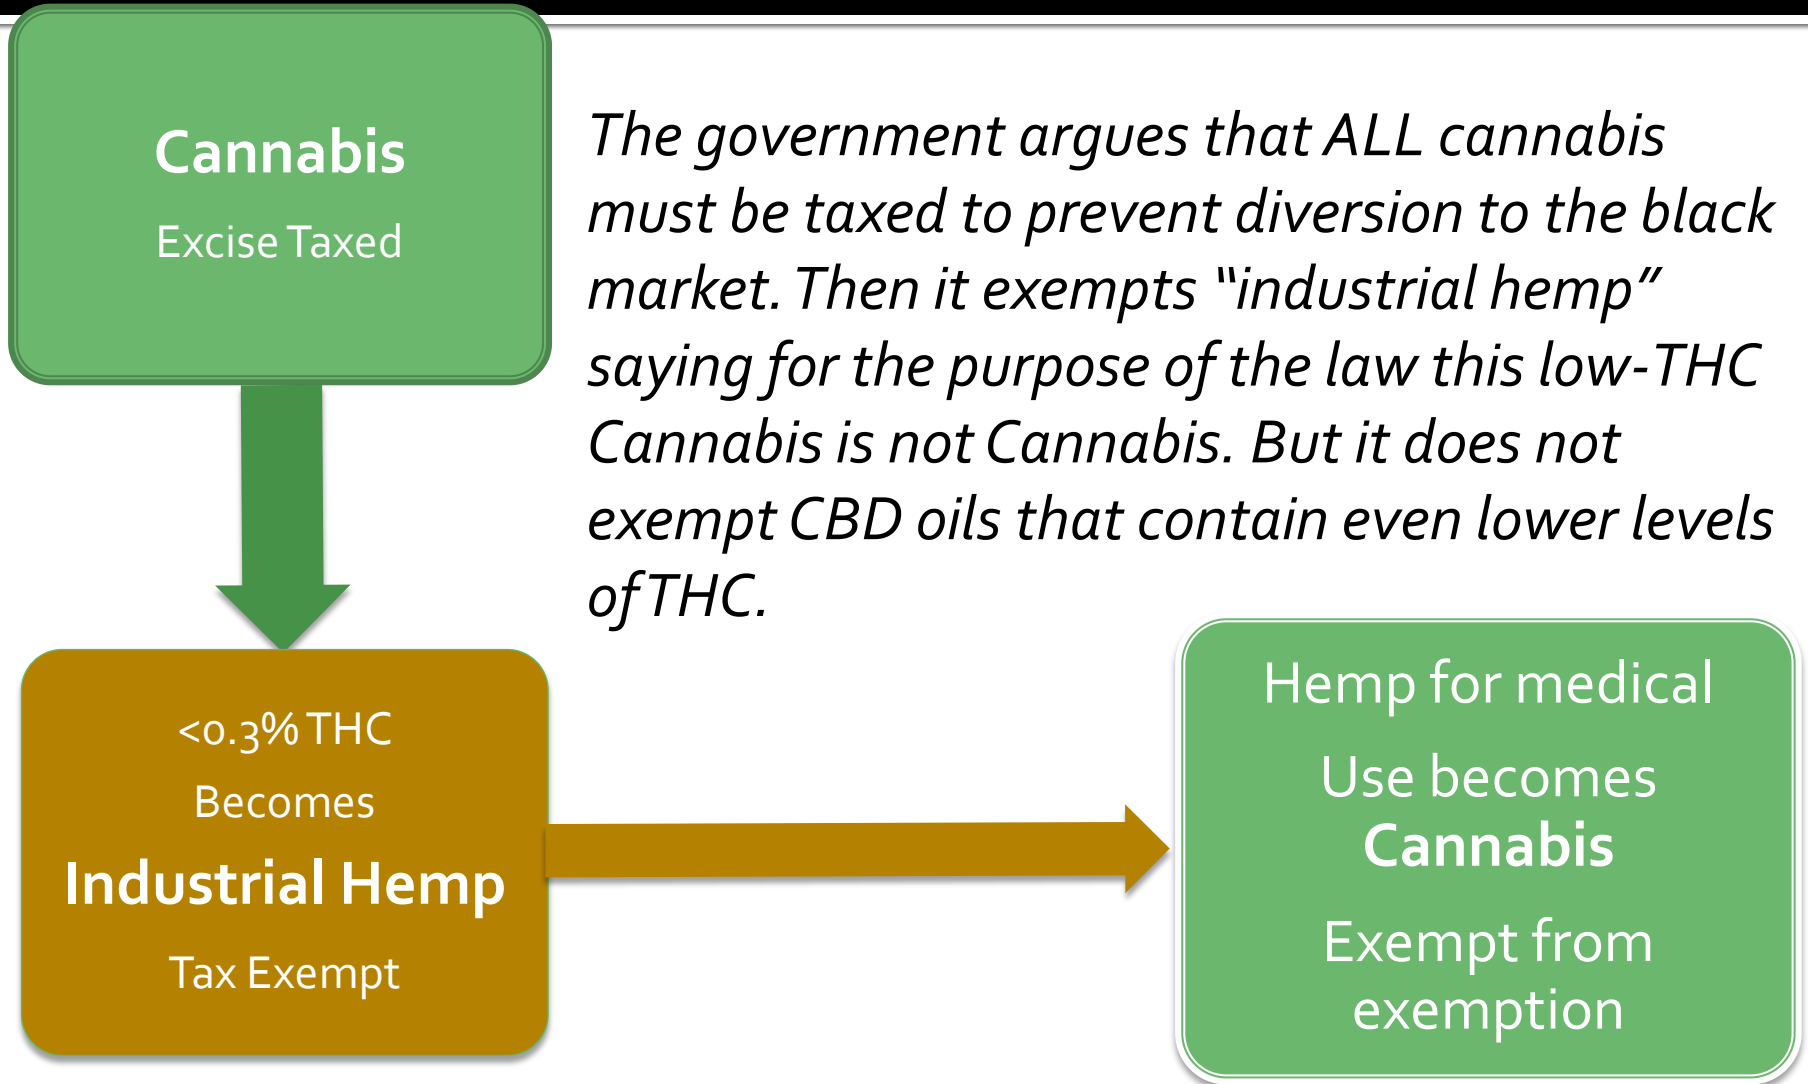 Cannabis
Excise Taxed
The government argues that ALL cannabis
must be taxed to prevent diversion to the black
market. Then it exempts “industrial hemp”
saying for the purpose of the law this low-THC
Cannabis is not Cannabis. But it does not
exempt CBD oils that contain even lower levels
of THC.
<0.3% THC
Becomes
Industrial Hemp
Tax Exempt
Hemp for medical
Use becomes
Cannabis
Exempt from
exemption